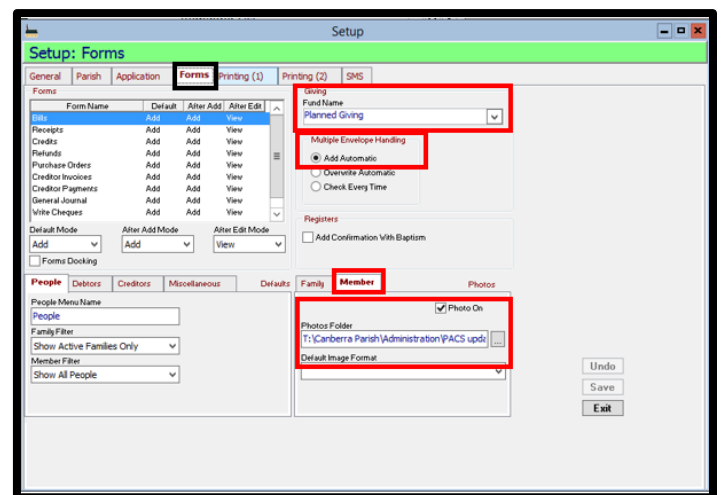 Setup
Setup: Forms
General Parish Application Forms Printing (1) Printing (2) SMS
Forms
Form Name Default After Add After Edit
Bills Add Add View
Receipts Add Add View
Credits Add Add View
Refunds Add Add View
Purchase Orders Add Add View
Creditor Invoices Add Add View
Creditor Payments Add Add View
General Journal Add Add View
Write Cheques Add Add View
Default Mode After Add Mode After Edit Mode
Add Add View
Forms Docking
Giving
Fund Name
Planned Giving
Multiple Envelope Handling
Add Automatic
Overwrite Automatic
Check Every Time
Registers
Add Confirmation With Baptism
People Debtors Creditors Miscellaneous Defaults
People Menu Name
People
Family Filter
Show Active Families Only
Member Filter
Show All People
Family Member Photos
Photo On
Photos Folder
T:\Canberra Parish\Administration\PACS upda
...
Default Image Format
Undo
Save
Exit